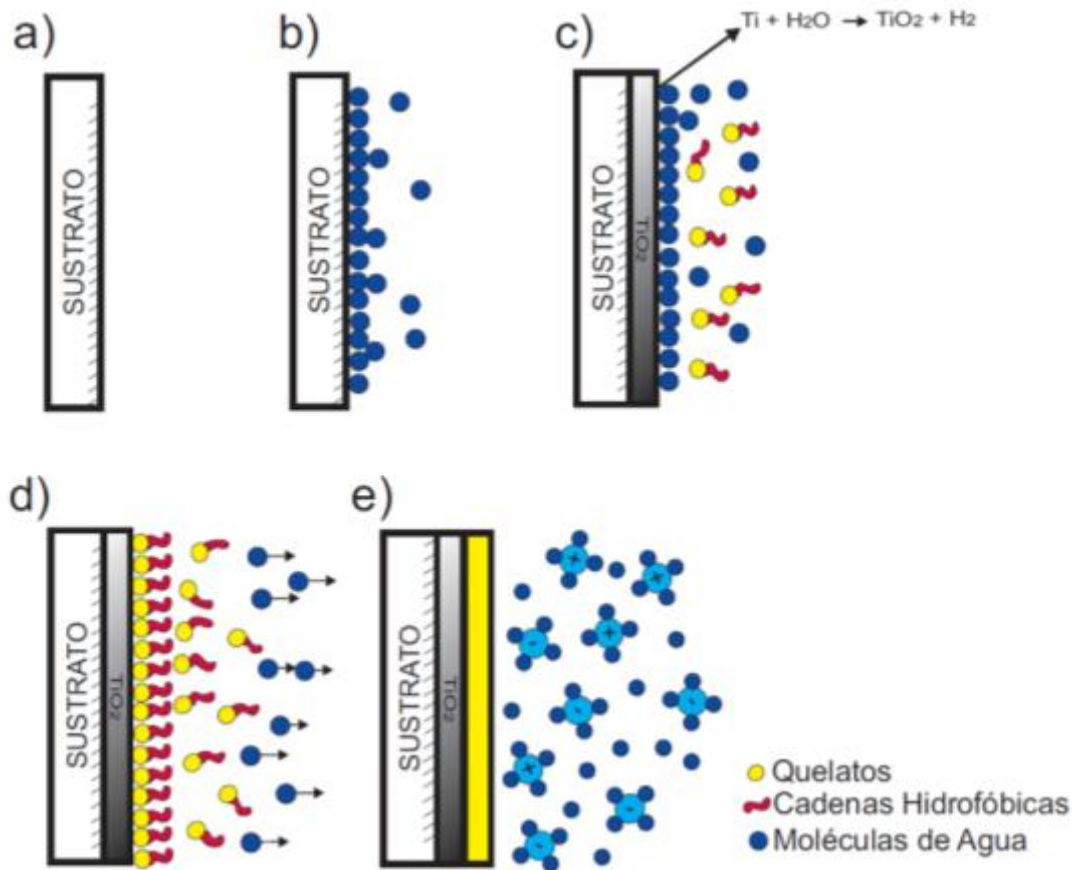 a)
b)
c)
Ti + H2O → TiO2 + H2
SUSTRATO
SUSTRATO
SUSTRATO
TiO2
d)
e)
SUSTRATO
TiO2
SUSTRATO
TiO2
Quelatos
Cadenas Hidrofóbicas
Moléculas de Agua